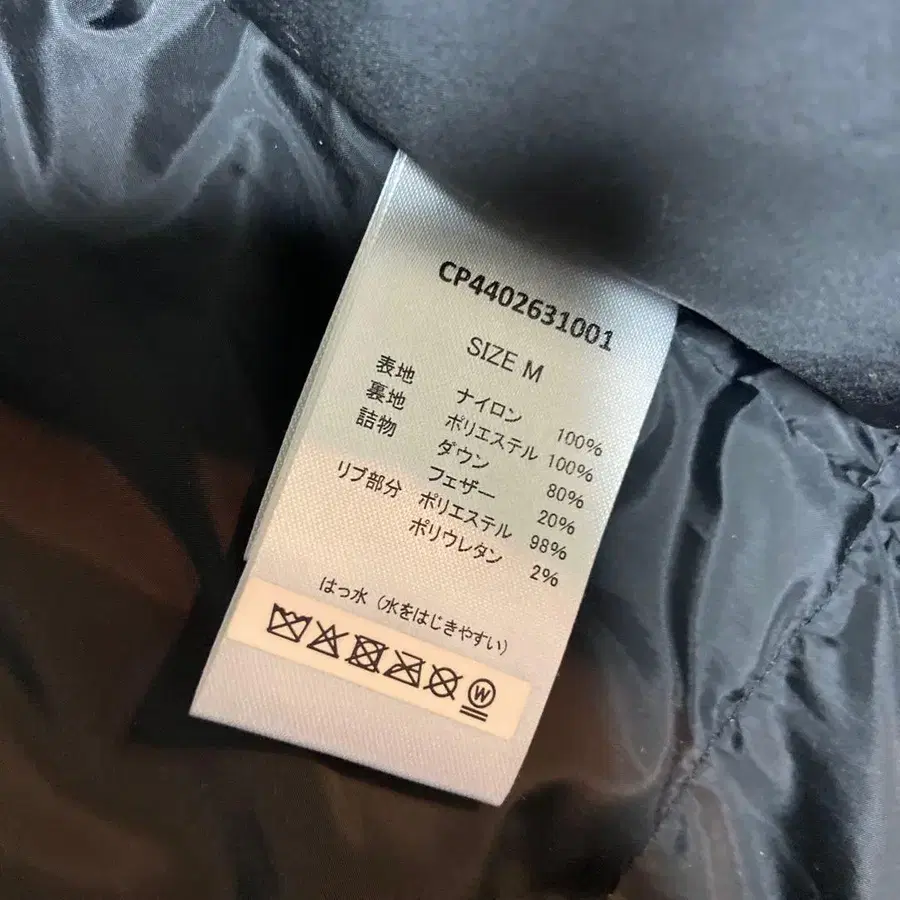 CP4402631001
SIZE M
表地 ナイロン 100%
裏地 ポリエステル 100%
詰物 ダウン 80%
フェザー 20%
リブ部分 ポリエステル 98%
ポリウレタン 2%
はっ水(水をはじきやすい)
W